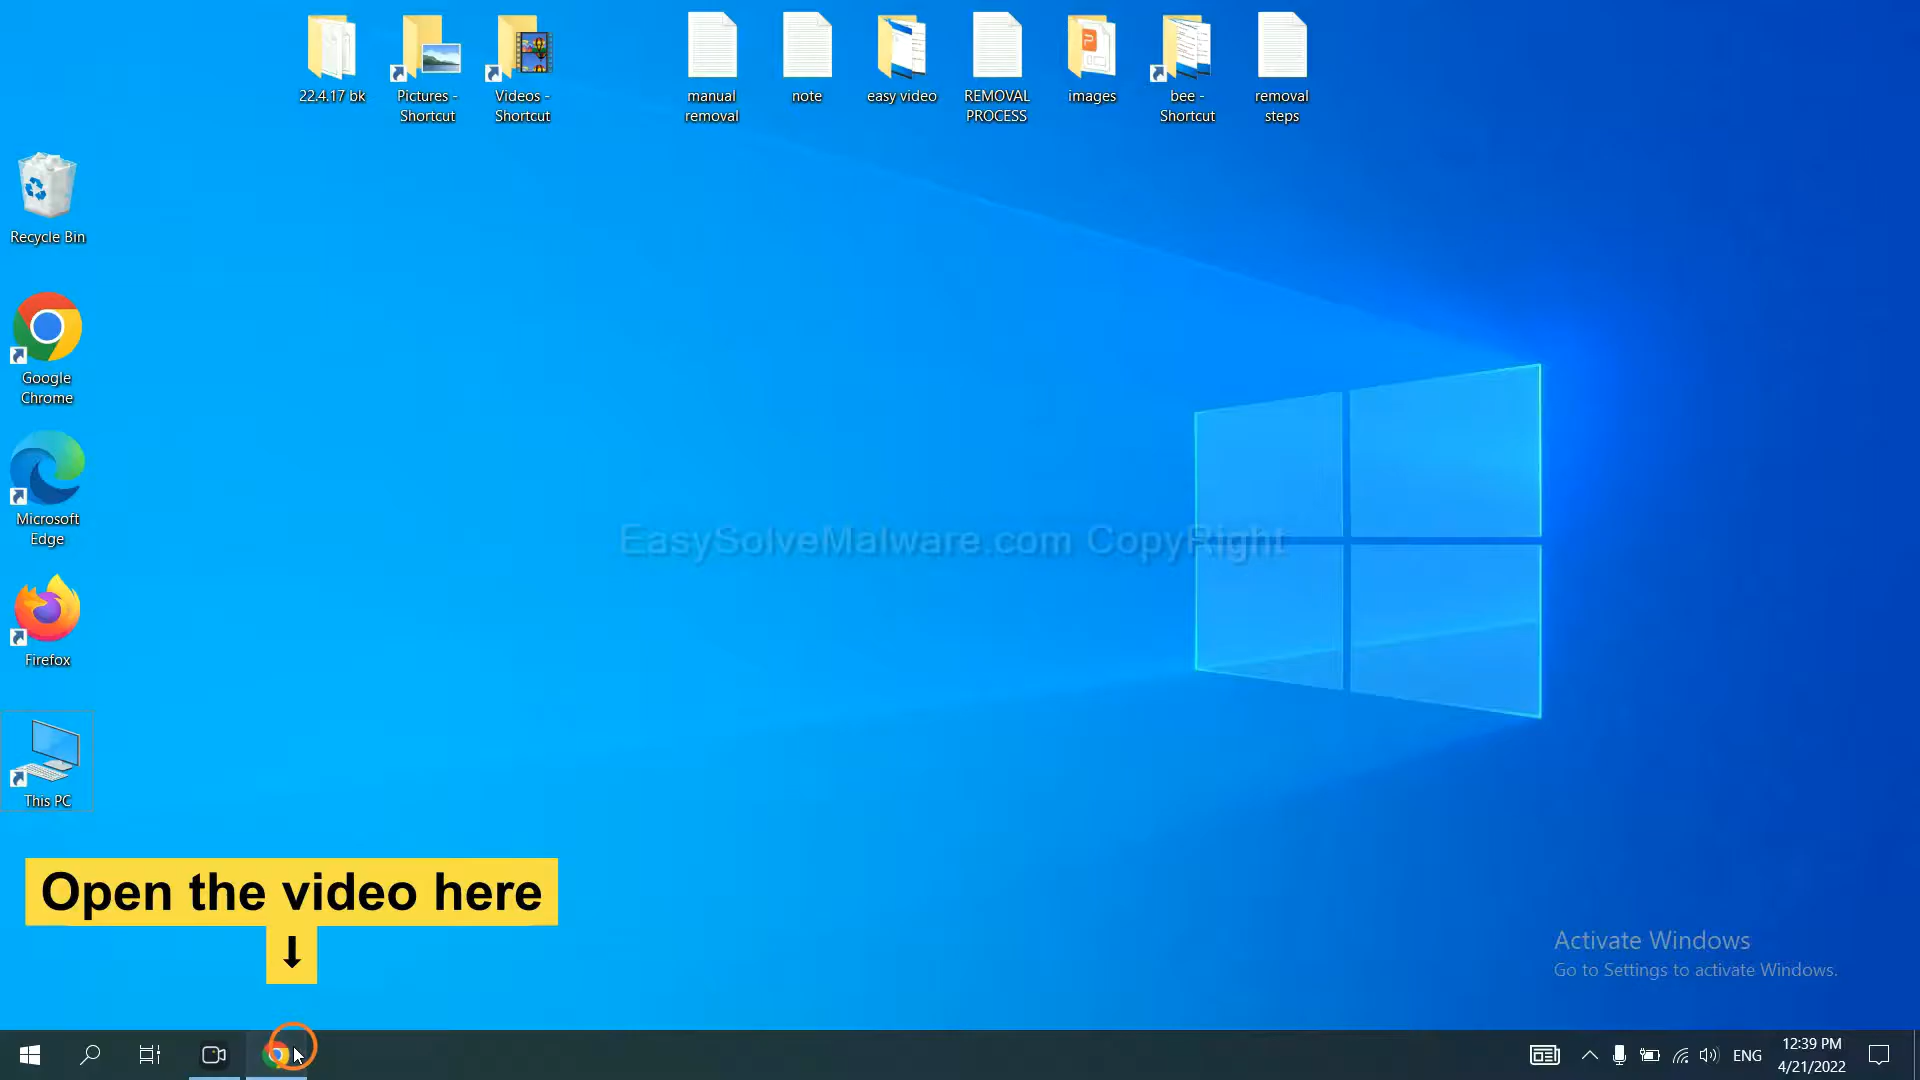 22.4.17 bk
Pictures -
Shortcut
Videos -
Shortcut
manual
removal
note
easy video
REMOVAL
PROCESS
images
bee -
Shortcut
removal
steps
Recycle Bin
Google
Chrome
Microsoft
Edge
Firefox
This PC
EasySolveMalware.com CopyRight
Open the video here
Activate Windows
Go to Settings to activate Windows.
ENG
12:39 PM
4/21/2022